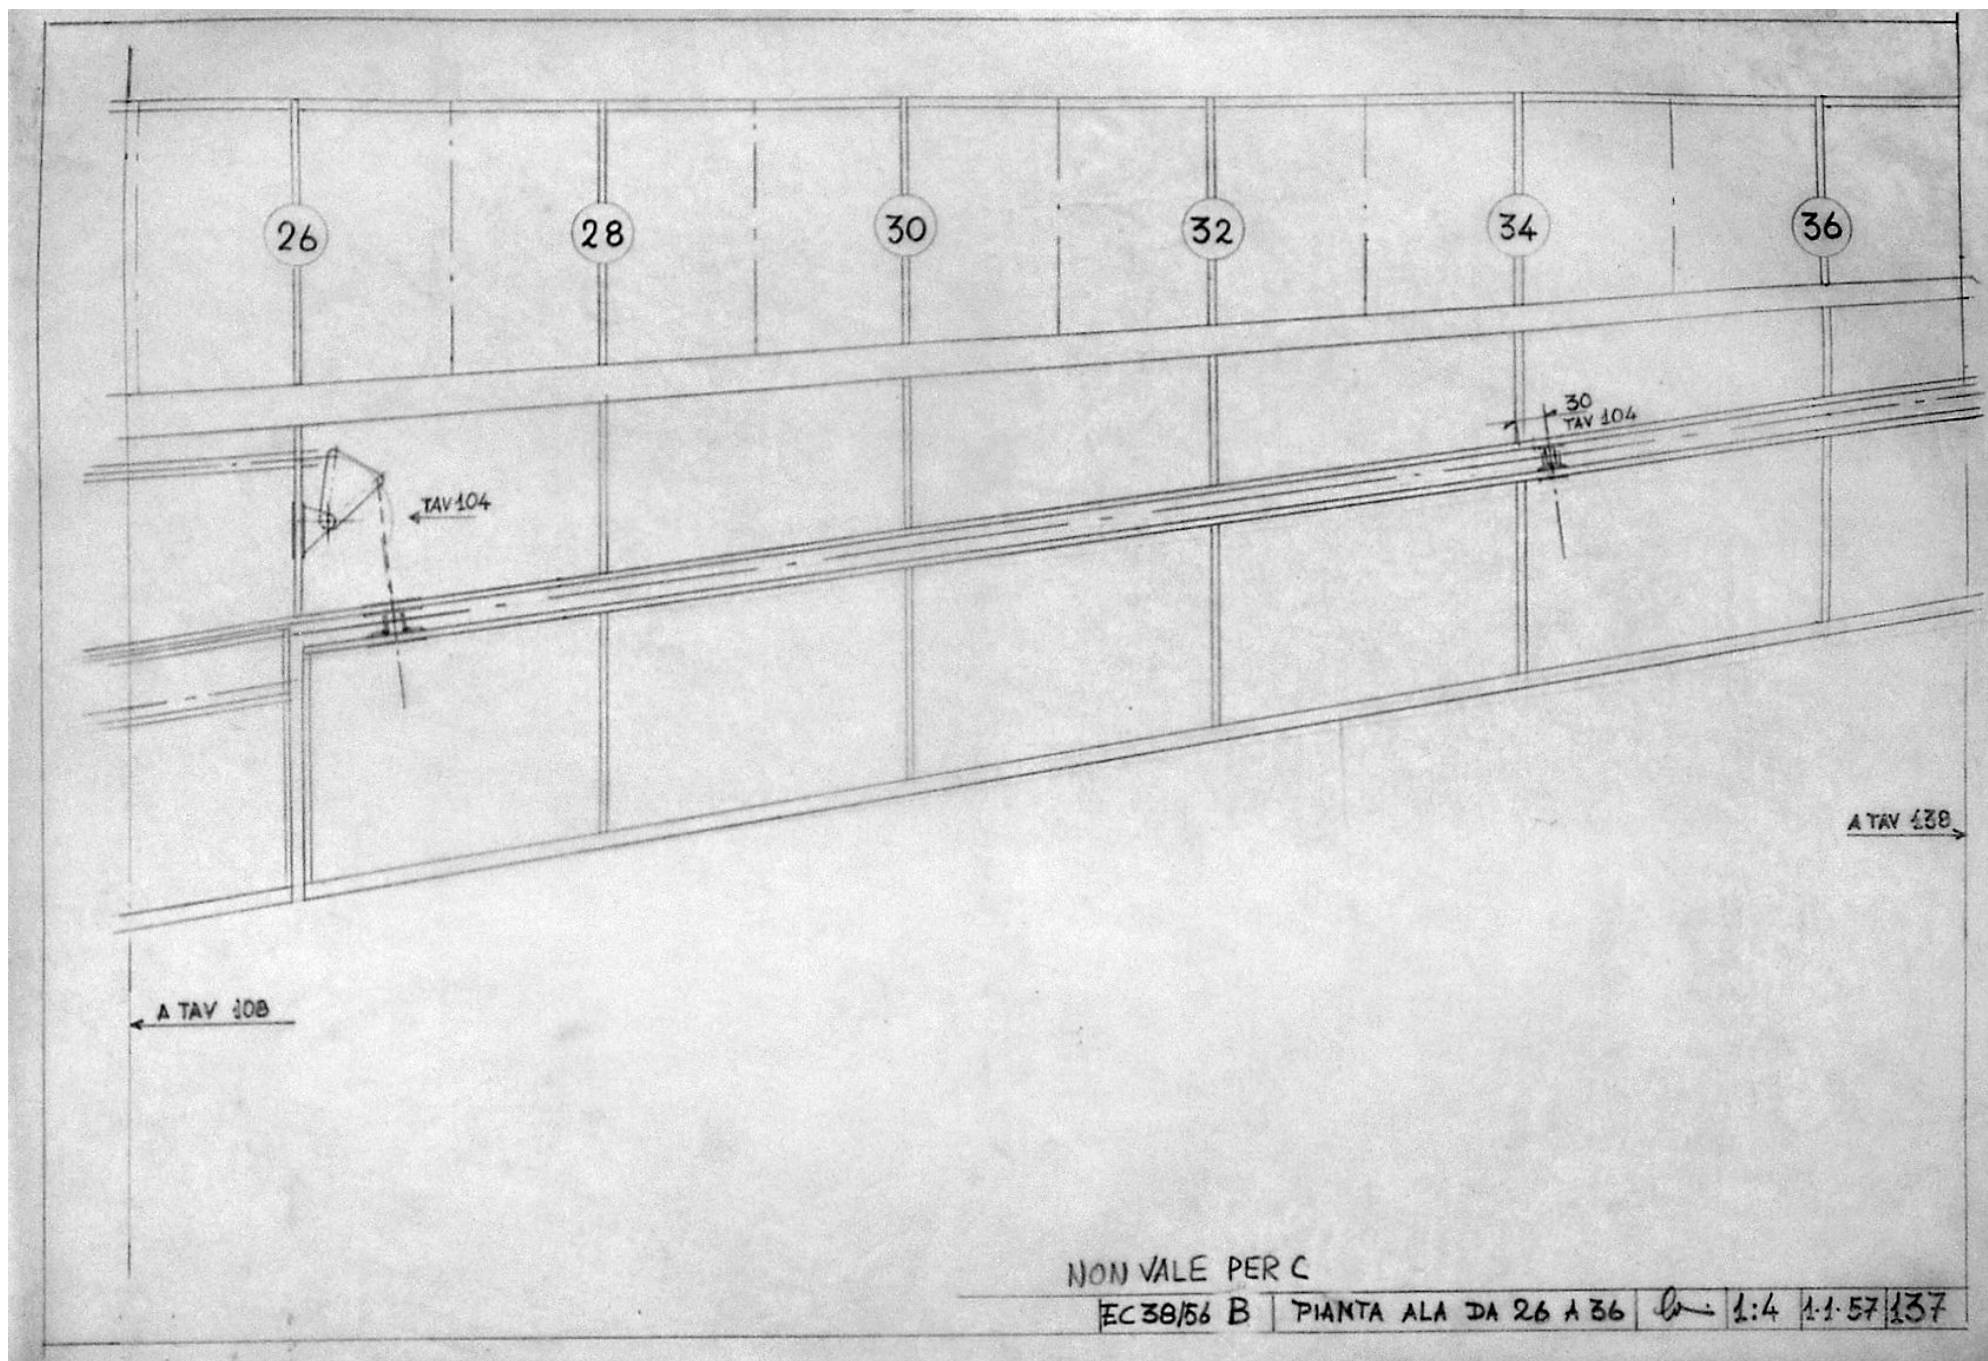 26
28
30
32
34
36
30
TAV 104
TAV 104
A TAV 138
A TAV 108
NON VALE PER C
EC 38/56 B PIANTA ALA DA 26 A 36 1:4 1·1·57 137